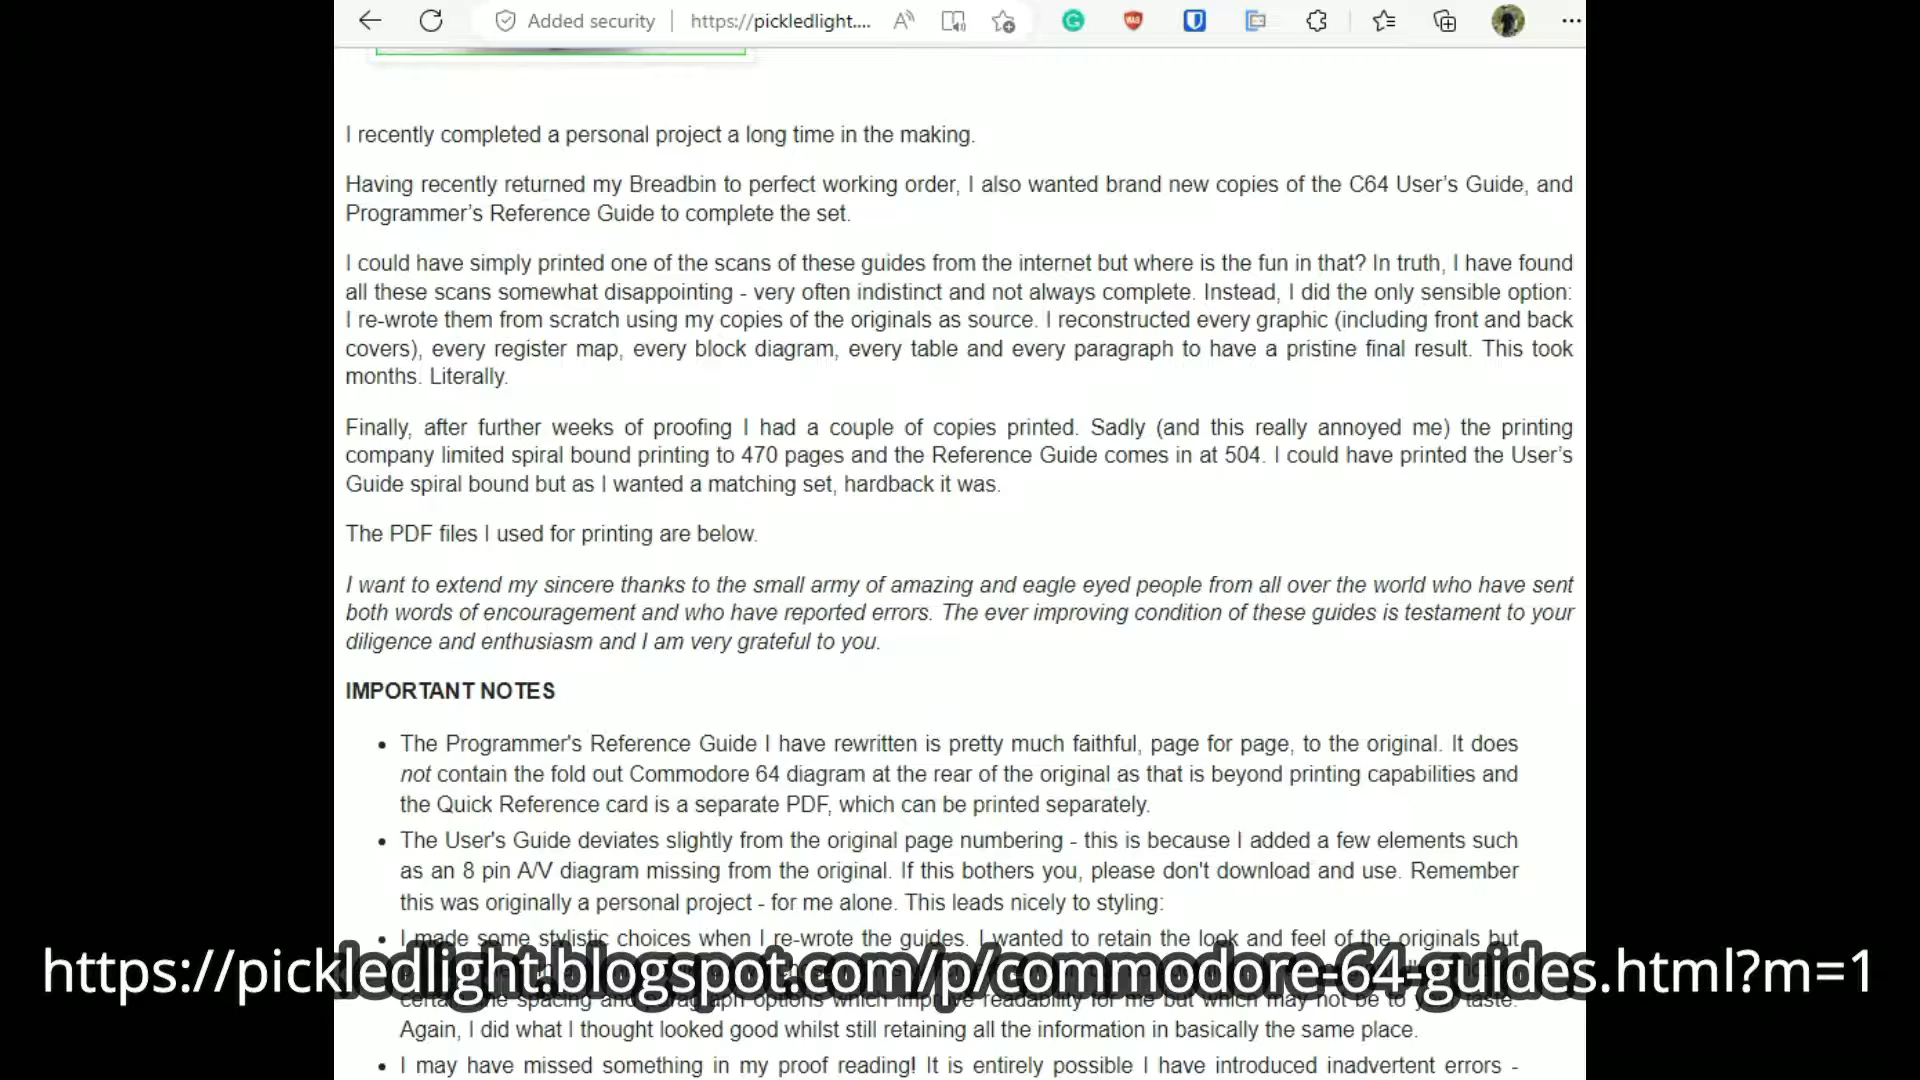 Added security
https://pickledlight....
I recently completed a personal project a long time in the making.
Having recently returned my Breadbin to perfect working order, I also wanted brand new copies of the C64 User’s Guide, and
Programmer’s Reference Guide to complete the set.
I could have simply printed one of the scans of these guides from the internet but where is the fun in that? In truth, I have found
all these scans somewhat disappointing - very often indistinct and not always complete. Instead, I did the only sensible option:
I re-wrote them from scratch using my copies of the originals as source. I reconstructed every graphic (including front and back
covers), every register map, every block diagram, every table and every paragraph to have a pristine final result. This took
months. Literally.
Finally, after further weeks of proofing I had a couple of copies printed. Sadly (and this really annoyed me) the printing
company limited spiral bound printing to 470 pages and the Reference Guide comes in at 504. I could have printed the User’s
Guide spiral bound but as I wanted a matching set, hardback it was.
The PDF files I used for printing are below.
I want to extend my sincere thanks to the small army of amazing and eagle eyed people from all over the world who have sent
both words of encouragement and who have reported errors. The ever improving condition of these guides is testament to your
diligence and enthusiasm and I am very grateful to you.
IMPORTANT NOTES
• The Programmer's Reference Guide I have rewritten is pretty much faithful, page for page, to the original. It does
not contain the fold out Commodore 64 diagram at the rear of the original as that is beyond printing capabilities and
the Quick Reference card is a separate PDF, which can be printed separately.
• The User's Guide deviates slightly from the original page numbering - this is because I added a few elements such
as an 8 pin A/V diagram missing from the original. If this bothers you, please don't download and use. Remember
this was originally a personal project - for me alone. This leads nicely to styling:
• I made some stylistic choices when I re-wrote the guides. I wanted to retain the look and feel of the originals but
https://pickledlight.blogspot.com/p/commodore-64-guides.html?m=1
spacing and paragraph options which improve readability for me but which may not be to your taste.
Again, I did what I thought looked good whilst still retaining all the information in basically the same place.
• I may have missed something in my proof reading! It is entirely possible I have introduced inadvertent errors -